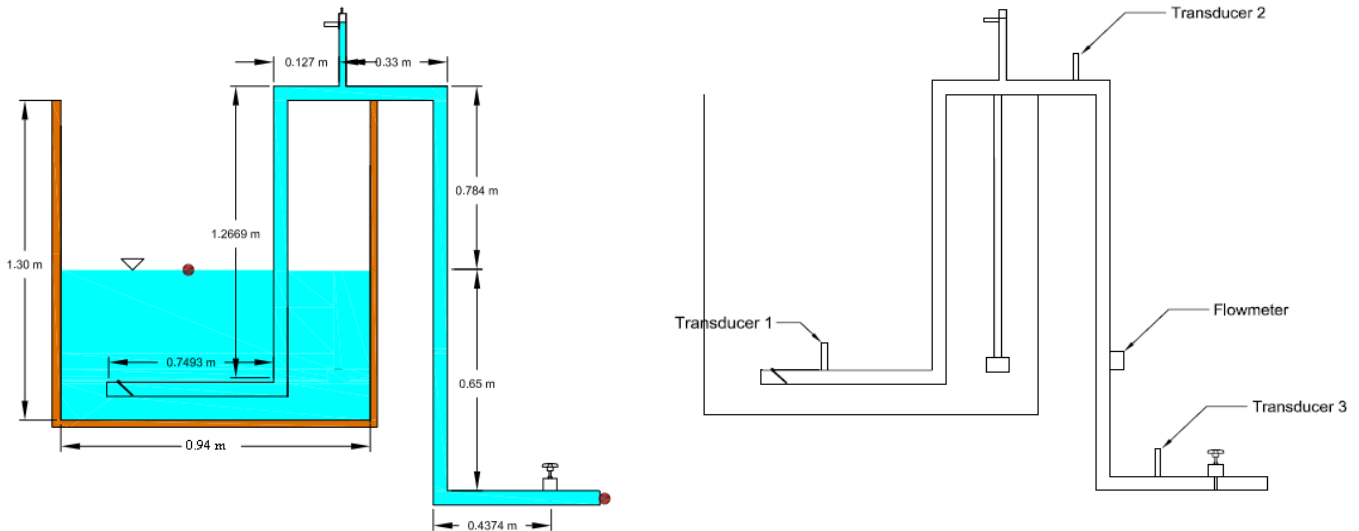 0.127 m
0.33 m
1.30 m
1.2669 m
0.784 m
0.7493 m
0.65 m
0.94 m
0.4374 m
Transducer 2
Transducer 1
Flowmeter
Transducer 3